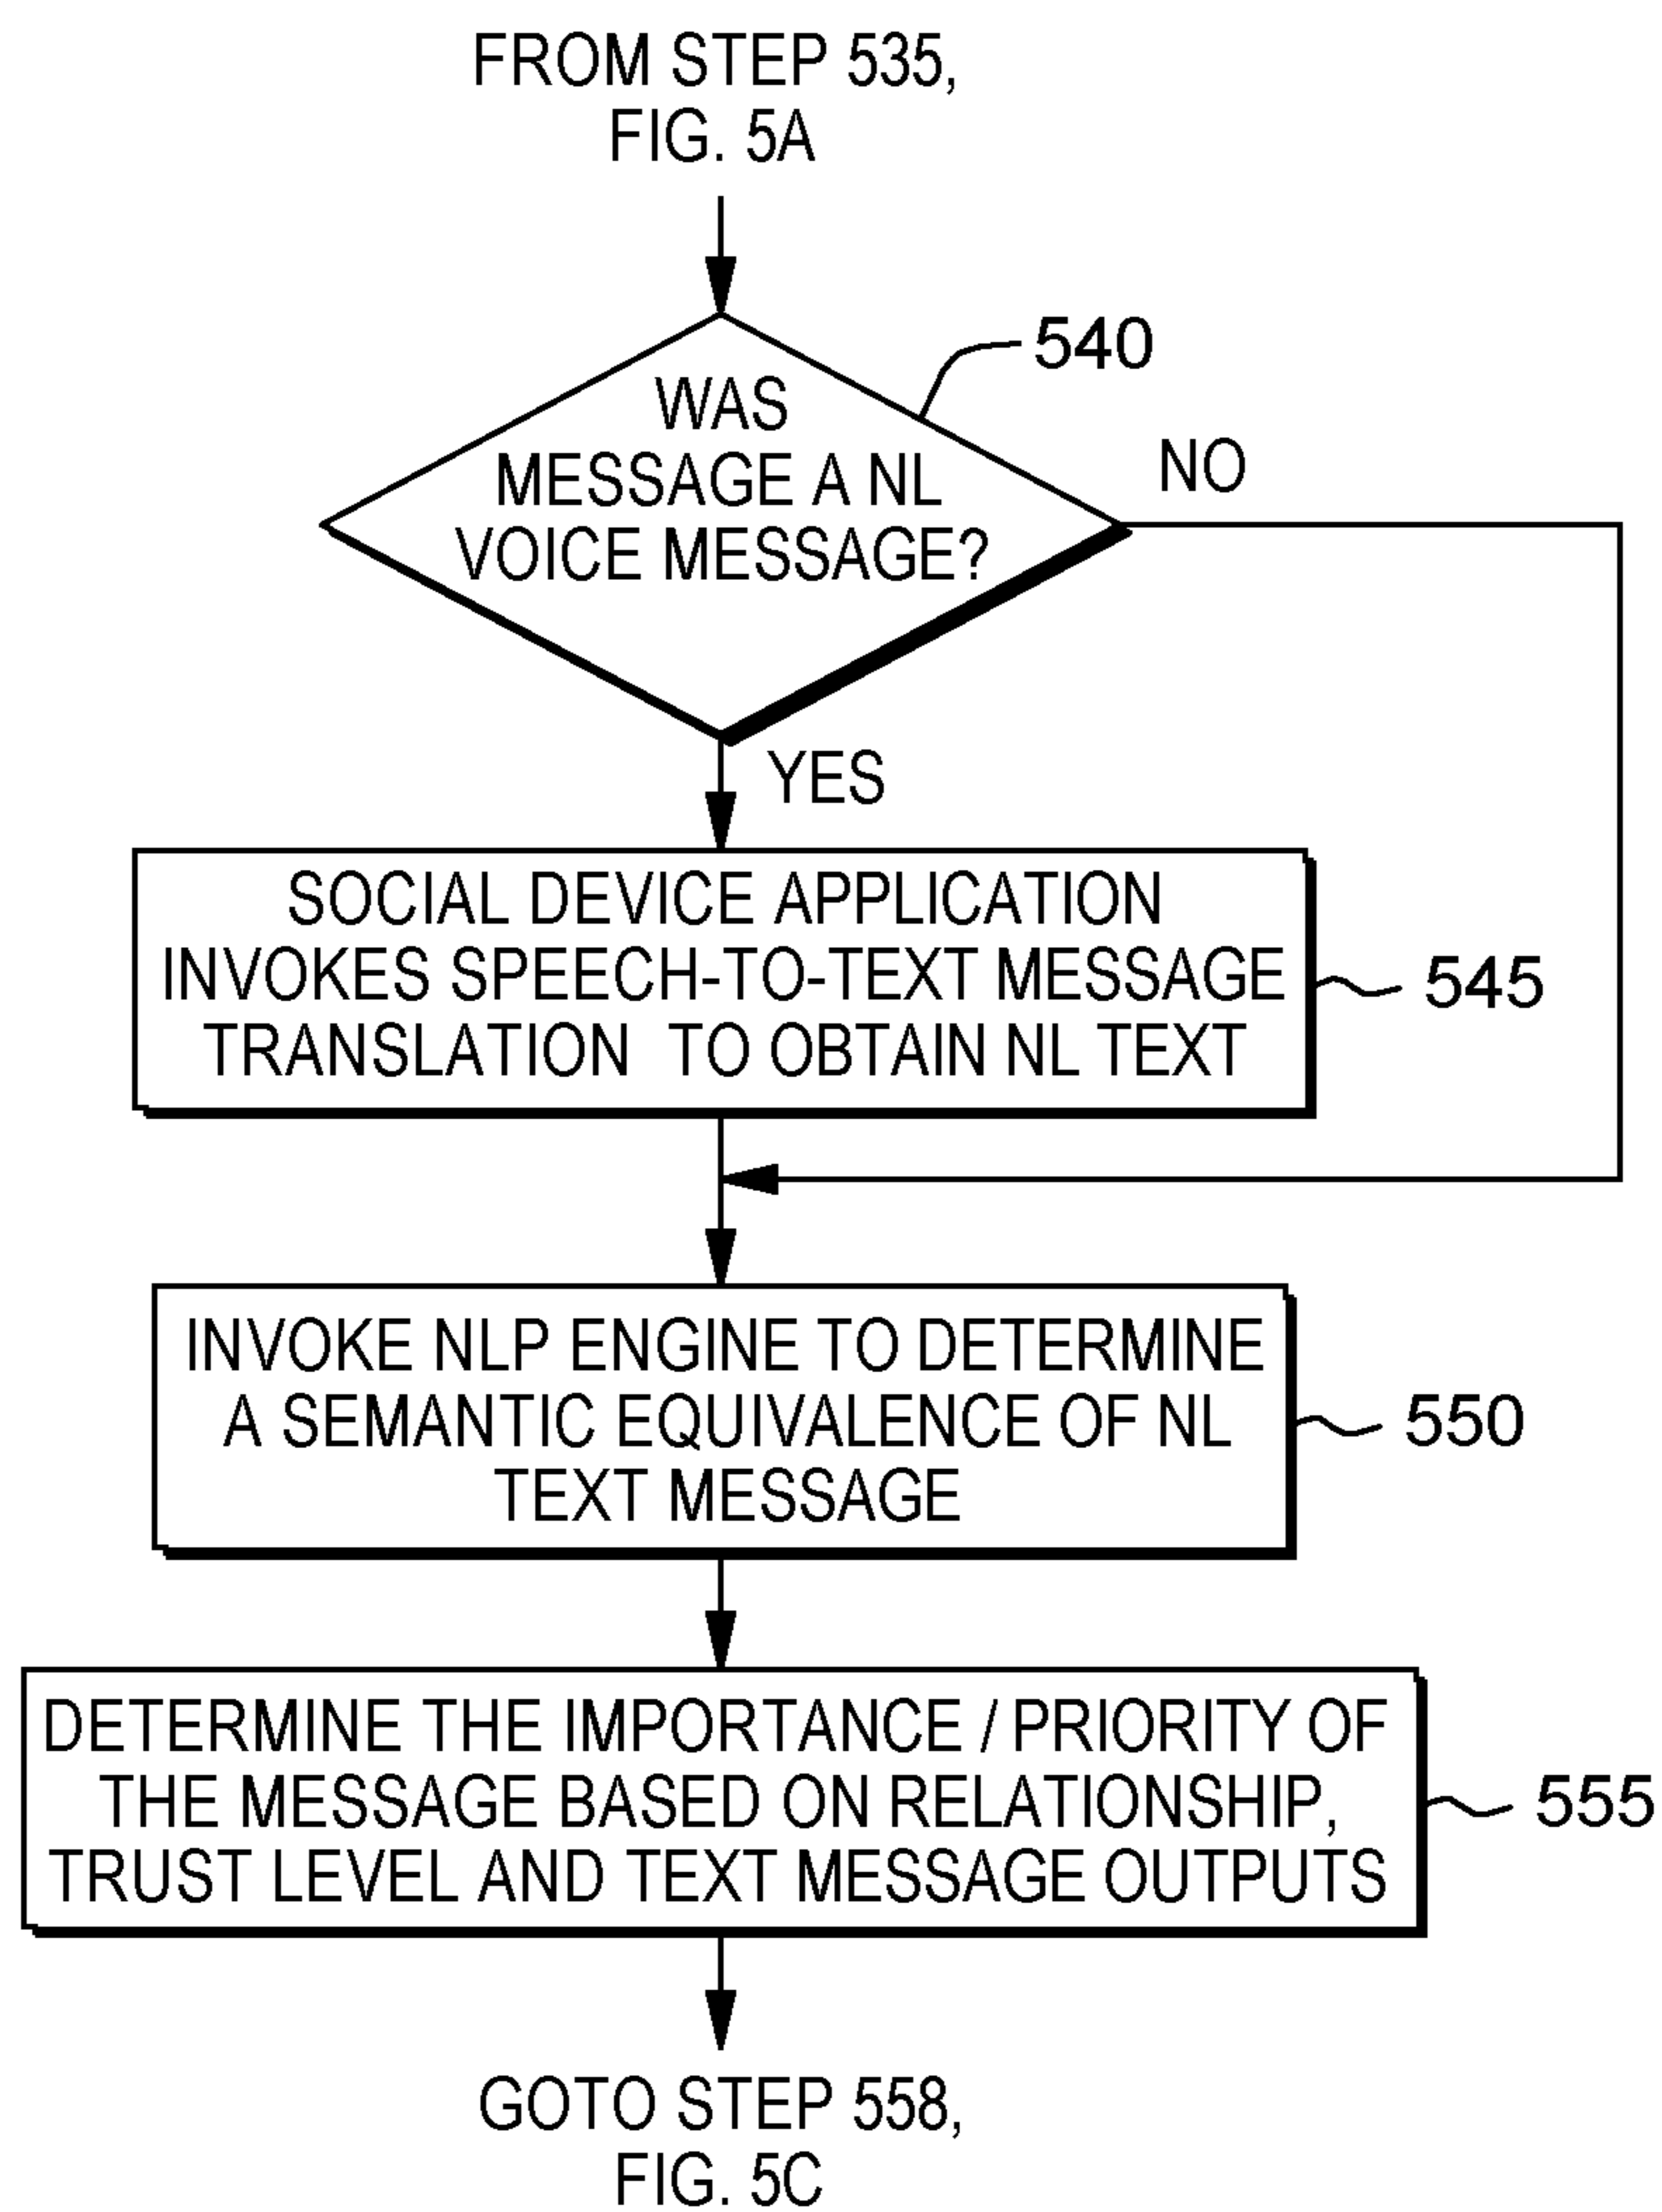 FROM STEP 535,
FIG. 5A
540
WAS
MESSAGE A NL
VOICE MESSAGE?
NO
YES
SOCIAL DEVICE APPLICATION
INVOKES SPEECH-TO-TEXT MESSAGE
TRANSLATION TO OBTAIN NL TEXT
545
INVOKE NLP ENGINE TO DETERMINE
A SEMANTIC EQUIVALENCE OF NL
TEXT MESSAGE
550
DETERMINE THE IMPORTANCE / PRIORITY OF
THE MESSAGE BASED ON RELATIONSHIP,
TRUST LEVEL AND TEXT MESSAGE OUTPUTS
555
GOTO STEP 558,
FIG. 5C